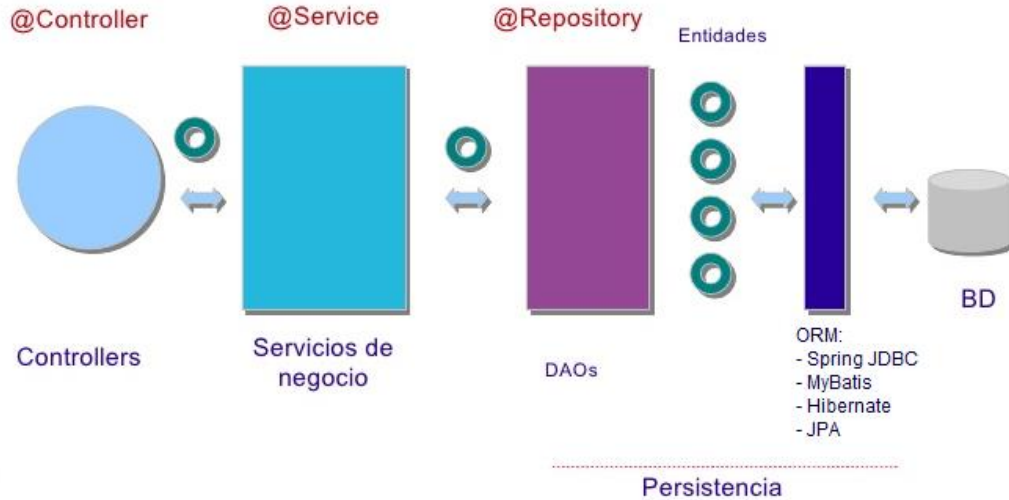 @Controller
@Service
@Repository
Entidades
Controllers
Servicios de
negocio
DAOs
ORM:
- Spring JDBC
- MyBatis
- Hibernate
- JPA
BD
Persistencia